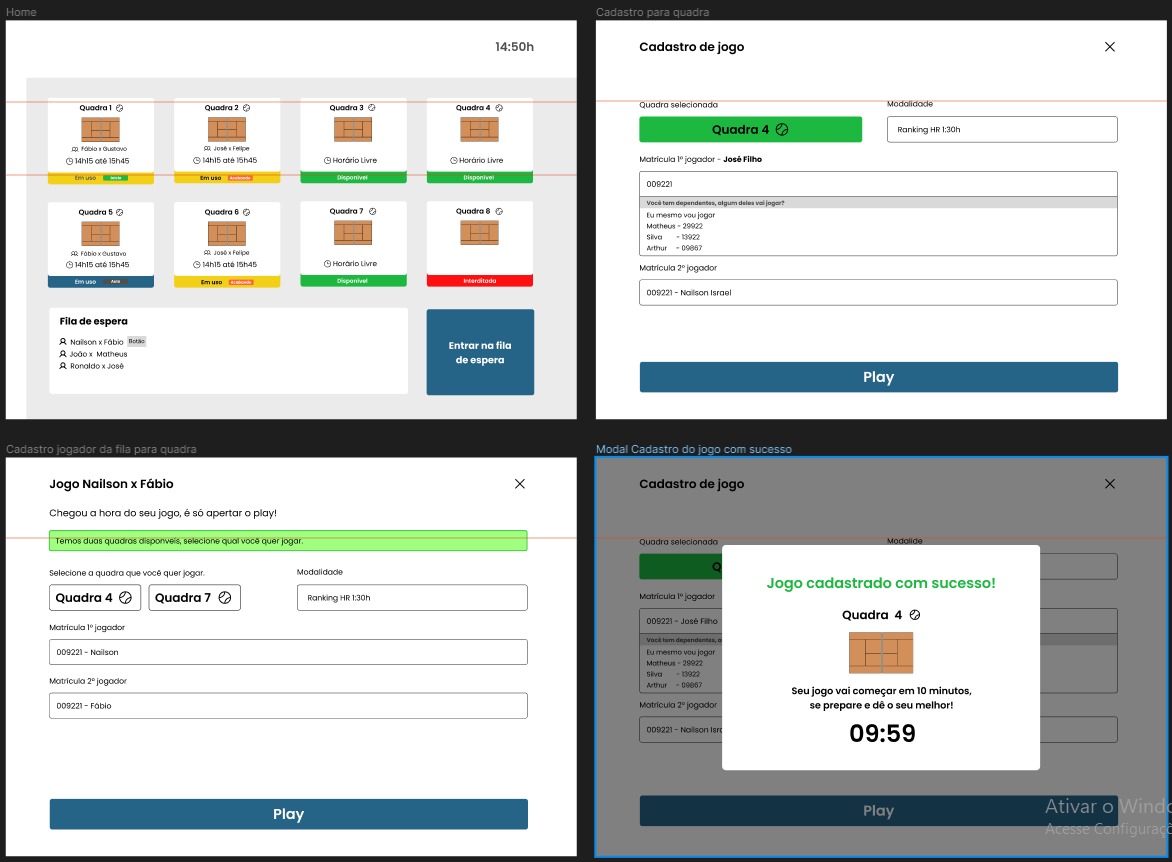 Home
14:50h
Quadra 1
Fábio x Gustavo
14h15 até 15h45
Em uso
Início
Quadra 2
José x Felipe
14h15 até 15h45
Em uso
Acabando
Quadra 3
Horário Livre
Disponível
Quadra 4
Horário Livre
Disponível
Quadra 5
Fábio x Gustavo
14h15 até 15h45
Em uso
Aula
Quadra 6
José x Felipe
14h15 até 15h45
Em uso
Acabando
Quadra 7
Horário Livre
Disponível
Quadra 8
Interditada
Fila de espera
Nailson x Fábio Botão
João x Matheus
Ronaldo x José
Entrar na fila
de espera
Cadastro para quadra
Cadastro de jogo
Quadra selecionada
Modalidade
Quadra 4
Ranking HR 1:30h
Matrícula 1º jogador - José Filho
009221
Você tem dependentes, algum deles vai jogar?
Eu mesmo vou jogar
Matheus - 29922
Silva - 13922
Arthur - 09867
Matrícula 2º jogador
009221 - Nailson Israel
Play
Cadastro jogador da fila para quadra
Jogo Nailson x Fábio
Chegou a hora do seu jogo, é só apertar o play!
Temos duas quadras disponveis, selecione qual você quer jogar.
Selecione a quadra que você quer jogar.
Modalidade
Quadra 4
Quadra 7
Ranking HR 1:30h
Matrícula 1º jogador
009221 - Nailson
Matrícula 2º jogador
009221 - Fábio
Play
Modal Cadastro do jogo com sucesso
Cadastro de jogo
Quadra selecionada
Modalide
Q
Matrícula 1º jogador
009221 - José Filho
Você tem dependentes, a
Eu mesmo vou jogar
Matheus - 29922
Silva - 13922
Arthur - 09867
Matrícula 2º jogador
009221 - Nailson Isra
Jogo cadastrado com sucesso!
Quadra 4
Seu jogo vai começar em 10 minutos,
se prepare e dê o seu melhor!
09:59
Play
Ativar o Windo
Acesse Configuraçõ